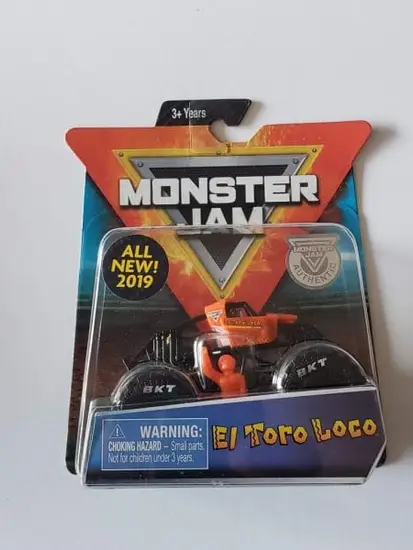 3+ Years
MONSTER
JAM
ALL
NEW!
2019
MONSTER
JAM
AUTHENTIC
BKT
BKT
WARNING:
CHOKING HAZARD – Small parts.
Not for children under 3 years.
El Toro Loco